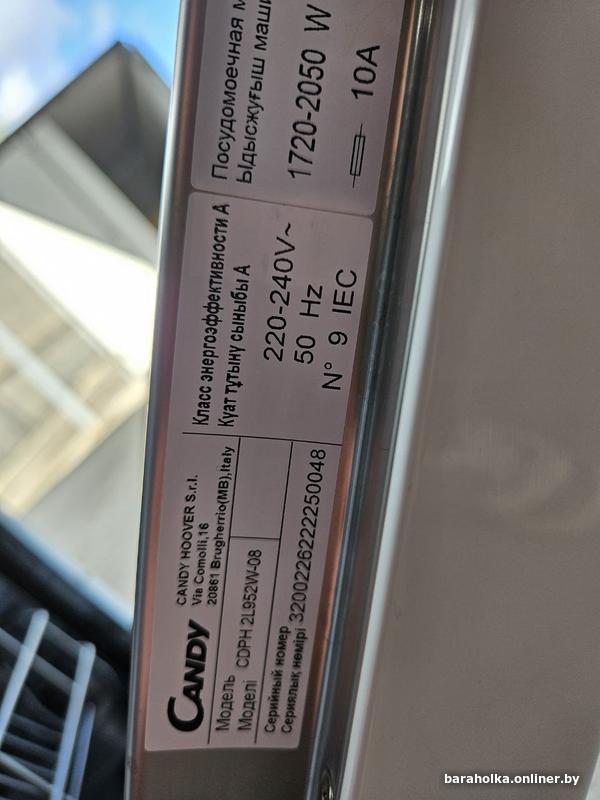 CANDY
CANDY HOOVER S.r.l.
Via Comolli,16
20861 Brugherrio(MB),Italy
Модель
Моделі CDPH 2L952W-08
Серийный номер
Сериялық нөмірі 32002262222250048
Класс энергоэффективности А
Қуат тұтыну сыныбы А
220-240V~
50 Hz
N° 9 IEC
Посудомоечная
Ыдысжуғыш
1720-2050 W
10A
baraholka.onliner.by